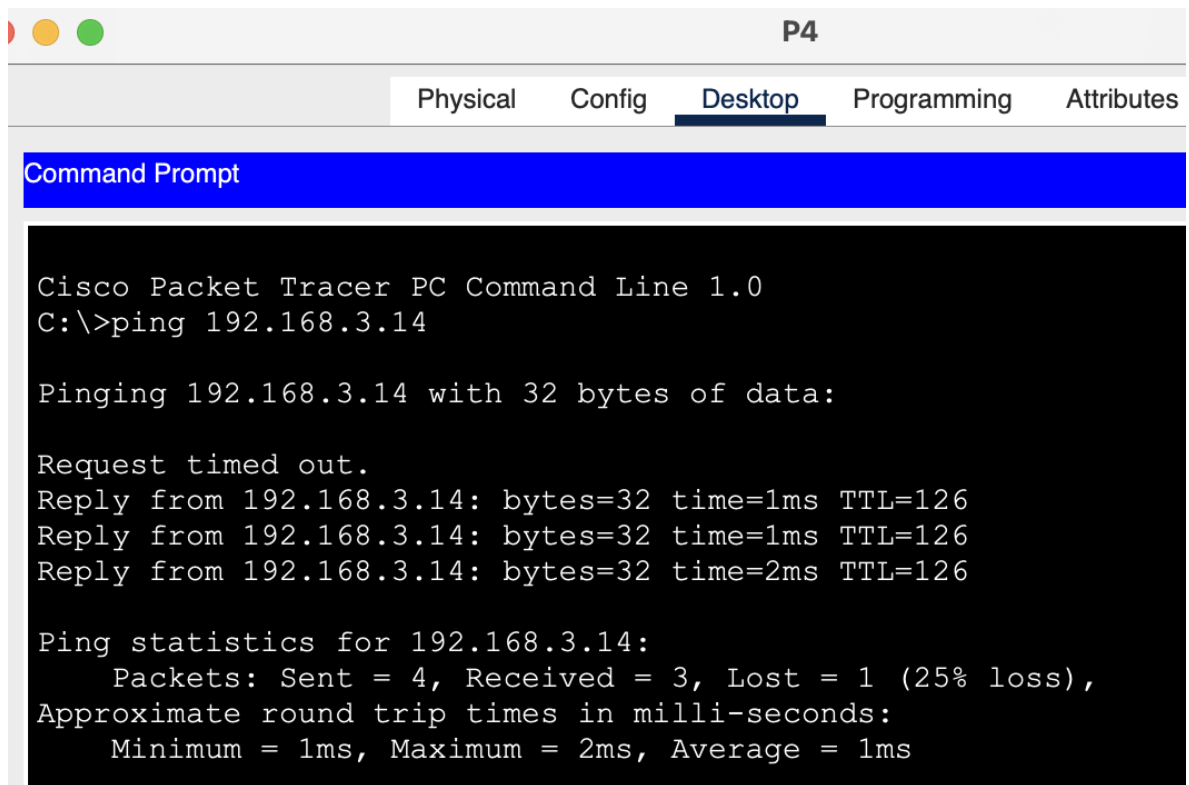 P4
Physical Config Desktop Programming Attributes
Command Prompt
Cisco Packet Tracer PC Command Line 1.0
C:\>ping 192.168.3.14
Pinging 192.168.3.14 with 32 bytes of data:
Request timed out.
Reply from 192.168.3.14: bytes=32 time=1ms TTL=126
Reply from 192.168.3.14: bytes=32 time=1ms TTL=126
Reply from 192.168.3.14: bytes=32 time=2ms TTL=126
Ping statistics for 192.168.3.14:
Packets: Sent = 4, Received = 3, Lost = 1 (25% loss),
Approximate round trip times in milli-seconds:
Minimum = 1ms, Maximum = 2ms, Average = 1ms